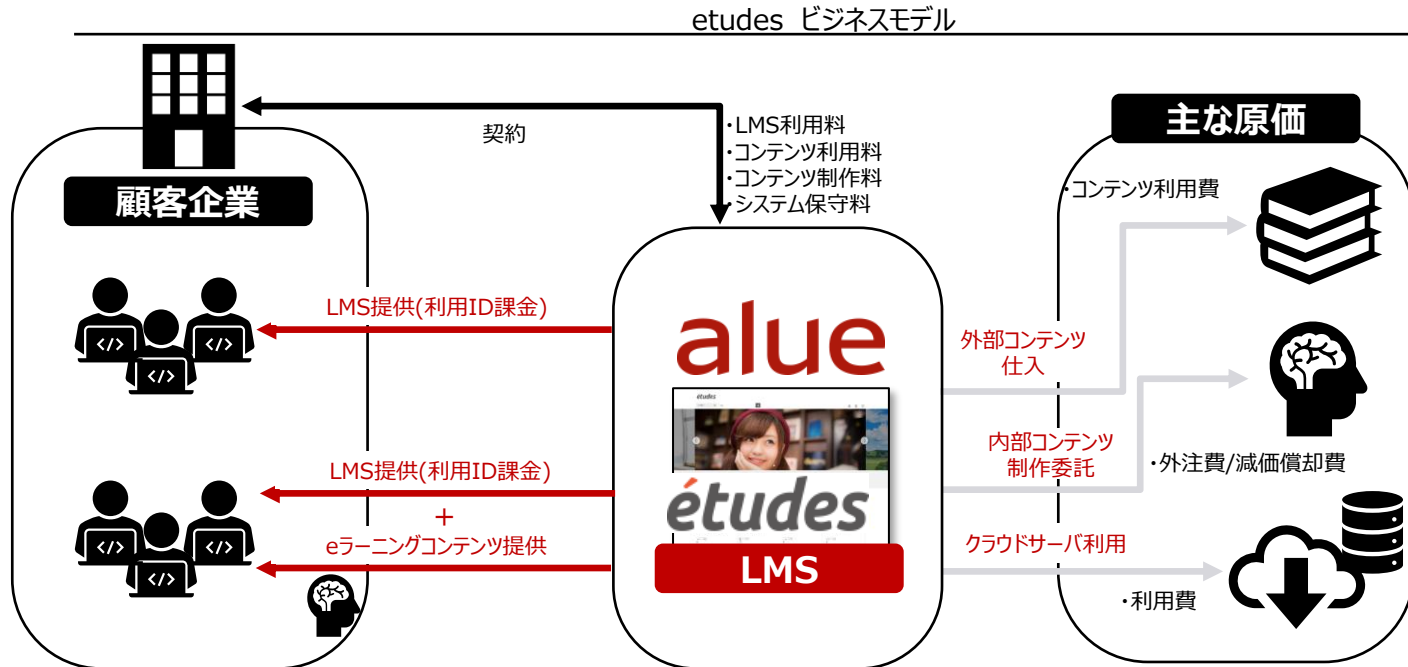 etudes ビジネスモデル
契約
・LMS利用料
・コンテンツ利用料
・コンテンツ制作料
・システム保守料
顧客企業
LMS提供(利用ID課金)
</>
</>
</>
LMS提供(利用ID課金)
+
eラーニングコンテンツ提供
</>
</>
</>
alue
études
études
LMS
主な原価
・コンテンツ利用費
外部コンテンツ
仕入
内部コンテンツ
制作委託
・外注費/減価償却費
クラウドサーバ利用
・利用費